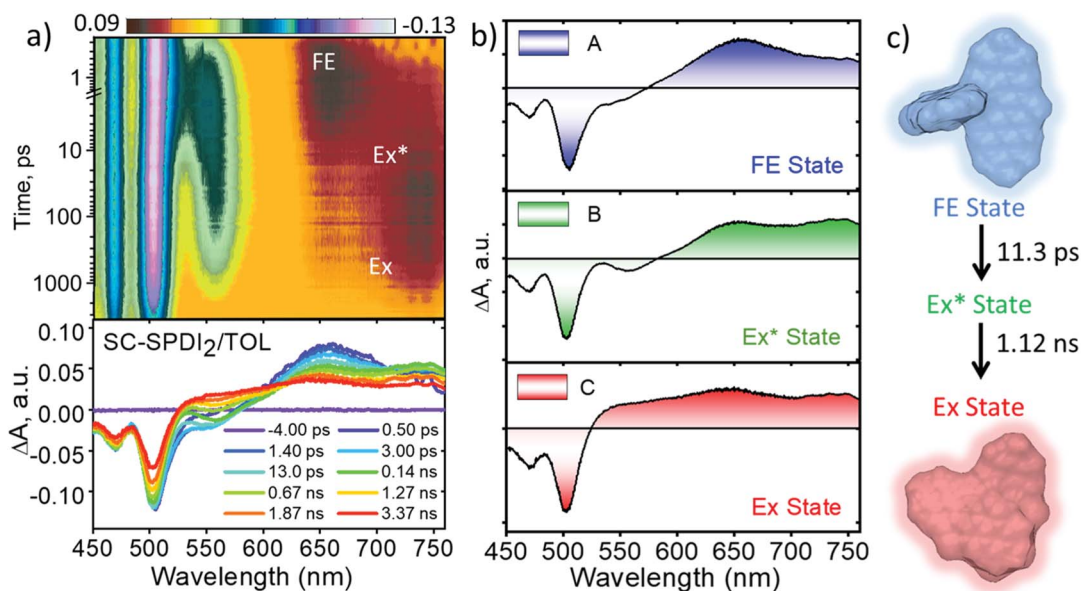 a)
0.09
-0.13
FE
Ex*
Ex
1
10
100
1000
Time, ps
SC-SPDI₂/TOL
0.10
0.05
0.00
-0.05
-0.10
ΔA, a.u.
-4.00 ps 0.50 ps
1.40 ps 3.00 ps
13.0 ps 0.14 ns
0.67 ns 1.27 ns
1.87 ns 3.37 ns
450 500 550 600 650 700 750
Wavelength (nm)
b)
A
FE State
B
Ex* State
ΔA, a.u.
ΔA, a.u.
C
Ex State
ΔA, a.u.
450 500 550 600 650 700 750
Wavelength (nm)
c)
FE State
11.3 ps
Ex* State
1.12 ns
Ex State